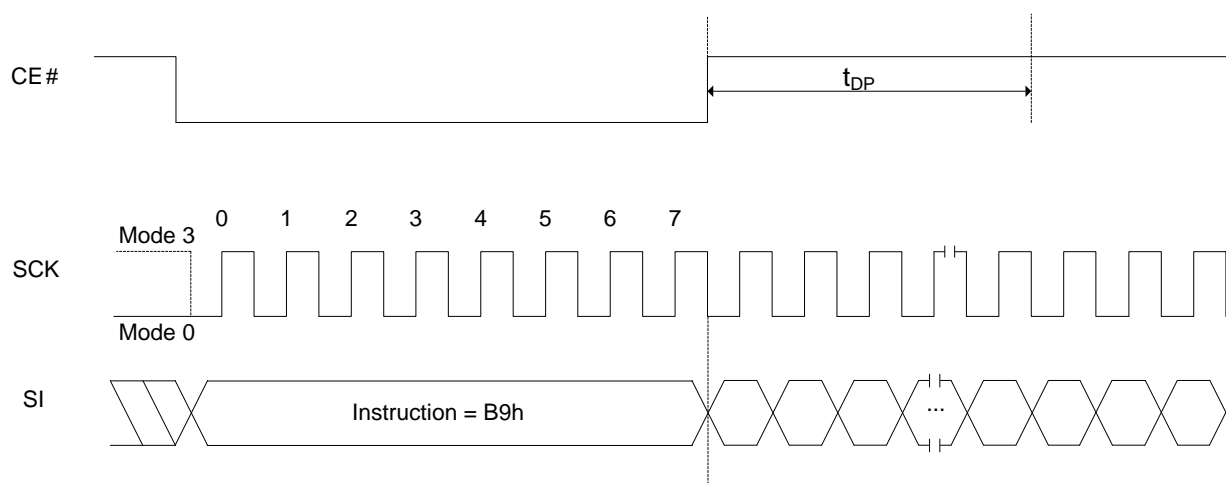 CE#
tDP
0 1 2 3 4 5 6 7
Mode 3
SCK
Mode 0
SI
Instruction = B9h
...